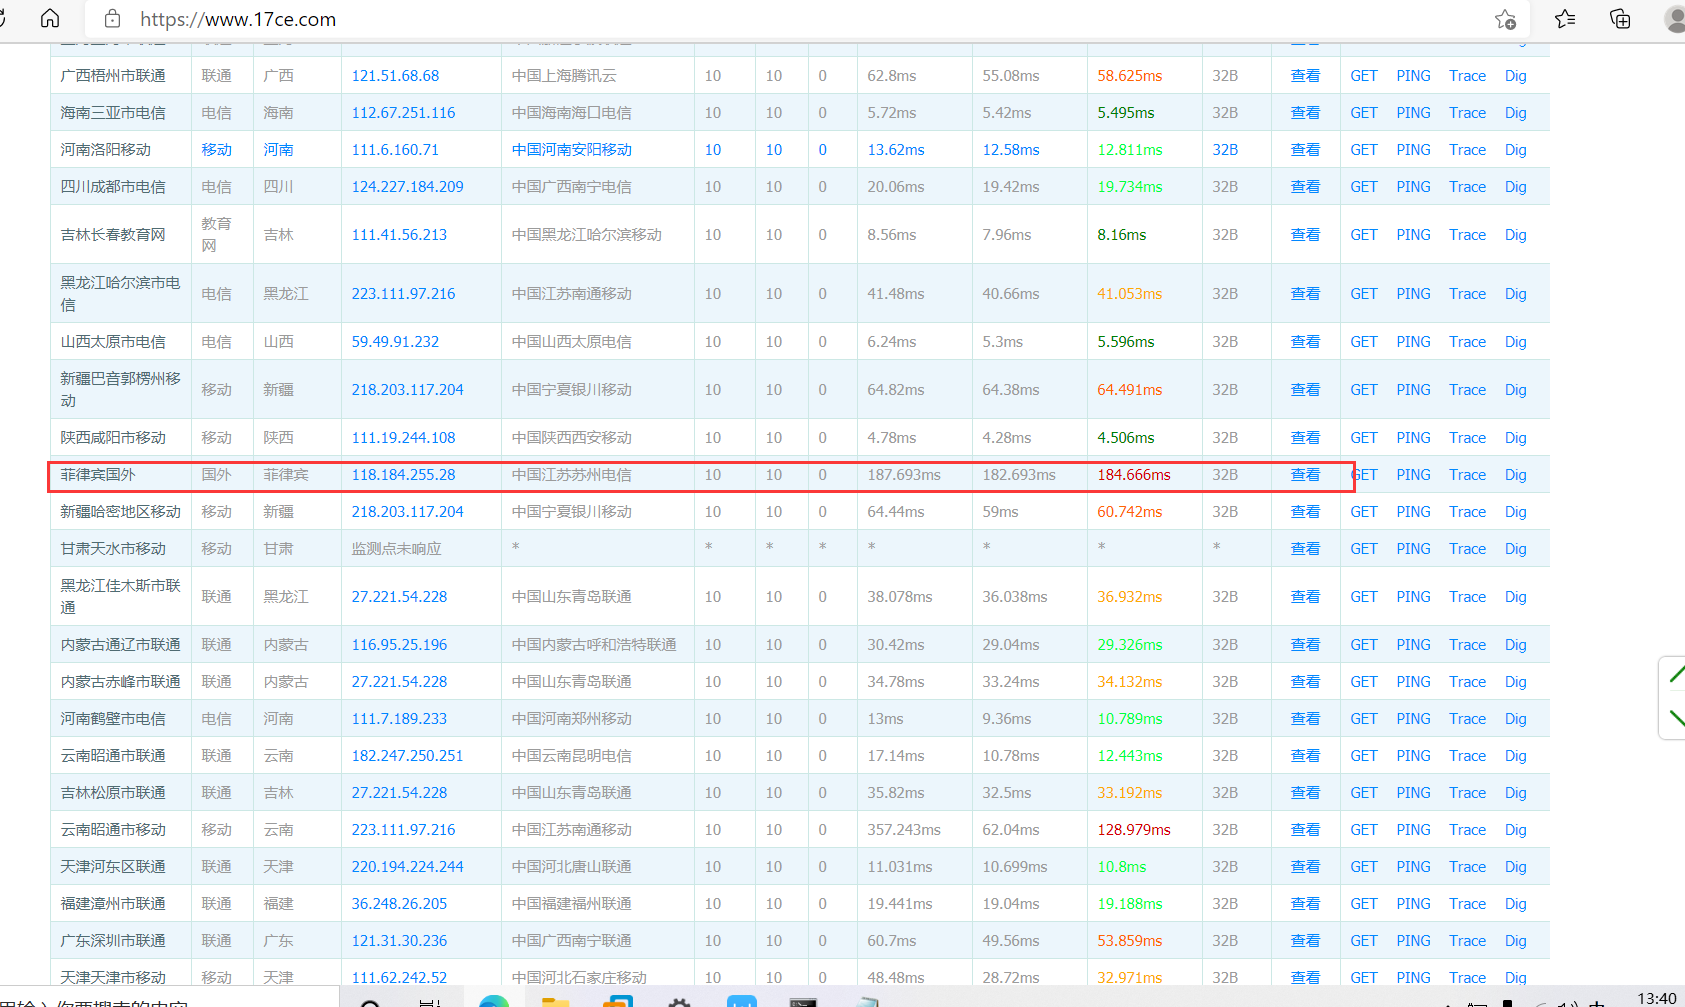 https://www.17ce.com
广西梧州市联通 联通 广西 121.51.68.68 中国上海腾讯云 10 10 0 62.8ms 55.08ms 58.625ms 32B 查看 GET PING Trace Dig
海南三亚市电信 电信 海南 112.67.251.116 中国海南海口电信 10 10 0 5.72ms 5.42ms 5.495ms 32B 查看 GET PING Trace Dig
河南洛阳移动 移动 河南 111.6.160.71 中国河南安阳移动 10 10 0 13.62ms 12.58ms 12.811ms 32B 查看 GET PING Trace Dig
四川成都市电信 电信 四川 124.227.184.209 中国广西南宁电信 10 10 0 20.06ms 19.42ms 19.734ms 32B 查看 GET PING Trace Dig
吉林长春教育网 教育
网 吉林 111.41.56.213 中国黑龙江哈尔滨移动 10 10 0 8.56ms 7.96ms 8.16ms 32B 查看 GET PING Trace Dig
黑龙江哈尔滨市电
信 电信 黑龙江 223.111.97.216 中国江苏南通移动 10 10 0 41.48ms 40.66ms 41.053ms 32B 查看 GET PING Trace Dig
山西太原市电信 电信 山西 59.49.91.232 中国山西太原电信 10 10 0 6.24ms 5.3ms 5.596ms 32B 查看 GET PING Trace Dig
新疆巴音郭楞州移
动 移动 新疆 218.203.117.204 中国宁夏银川移动 10 10 0 64.82ms 64.38ms 64.491ms 32B 查看 GET PING Trace Dig
陕西咸阳市移动 移动 陕西 111.19.244.108 中国陕西西安移动 10 10 0 4.78ms 4.28ms 4.506ms 32B 查看 GET PING Trace Dig
菲律宾国外 国外 菲律宾 118.184.255.28 中国江苏苏州电信 10 10 0 187.693ms 182.693ms 184.666ms 32B 查看 GET PING Trace Dig
新疆哈密地区移动 移动 新疆 218.203.117.204 中国宁夏银川移动 10 10 0 64.44ms 59ms 60.742ms 32B 查看 GET PING Trace Dig
甘肃天水市移动 移动 甘肃 监测点未响应 * * * * * * * * 查看 GET PING Trace Dig
黑龙江佳木斯市联
通 联通 黑龙江 27.221.54.228 中国山东青岛联通 10 10 0 38.078ms 36.038ms 36.932ms 32B 查看 GET PING Trace Dig
内蒙古通辽市联通 联通 内蒙古 116.95.25.196 中国内蒙古呼和浩特联通 10 10 0 30.42ms 29.04ms 29.326ms 32B 查看 GET PING Trace Dig
内蒙古赤峰市联通 联通 内蒙古 27.221.54.228 中国山东青岛联通 10 10 0 34.78ms 33.24ms 34.132ms 32B 查看 GET PING Trace Dig
河南鹤壁市电信 电信 河南 111.7.189.233 中国河南郑州移动 10 10 0 13ms 9.36ms 10.789ms 32B 查看 GET PING Trace Dig
云南昭通市联通 联通 云南 182.247.250.251 中国云南昆明电信 10 10 0 17.14ms 10.78ms 12.443ms 32B 查看 GET PING Trace Dig
吉林松原市联通 联通 吉林 27.221.54.228 中国山东青岛联通 10 10 0 35.82ms 32.5ms 33.192ms 32B 查看 GET PING Trace Dig
云南昭通市移动 移动 云南 223.111.97.216 中国江苏南通移动 10 10 0 357.243ms 62.04ms 128.979ms 32B 查看 GET PING Trace Dig
天津河东区联通 联通 天津 220.194.224.244 中国河北唐山联通 10 10 0 11.031ms 10.699ms 10.8ms 32B 查看 GET PING Trace Dig
福建漳州市联通 联通 福建 36.248.26.205 中国福建福州联通 10 10 0 19.441ms 19.04ms 19.188ms 32B 查看 GET PING Trace Dig
广东深圳市联通 联通 广东 121.31.30.236 中国广西南宁联通 10 10 0 60.7ms 49.56ms 53.859ms 32B 查看 GET PING Trace Dig
天津天津市移动 移动 天津 111.62.242.52 中国河北石家庄移动 10 10 0 48.48ms 28.72ms 32.971ms 32B 查看 GET PING Trace Dig
13:40